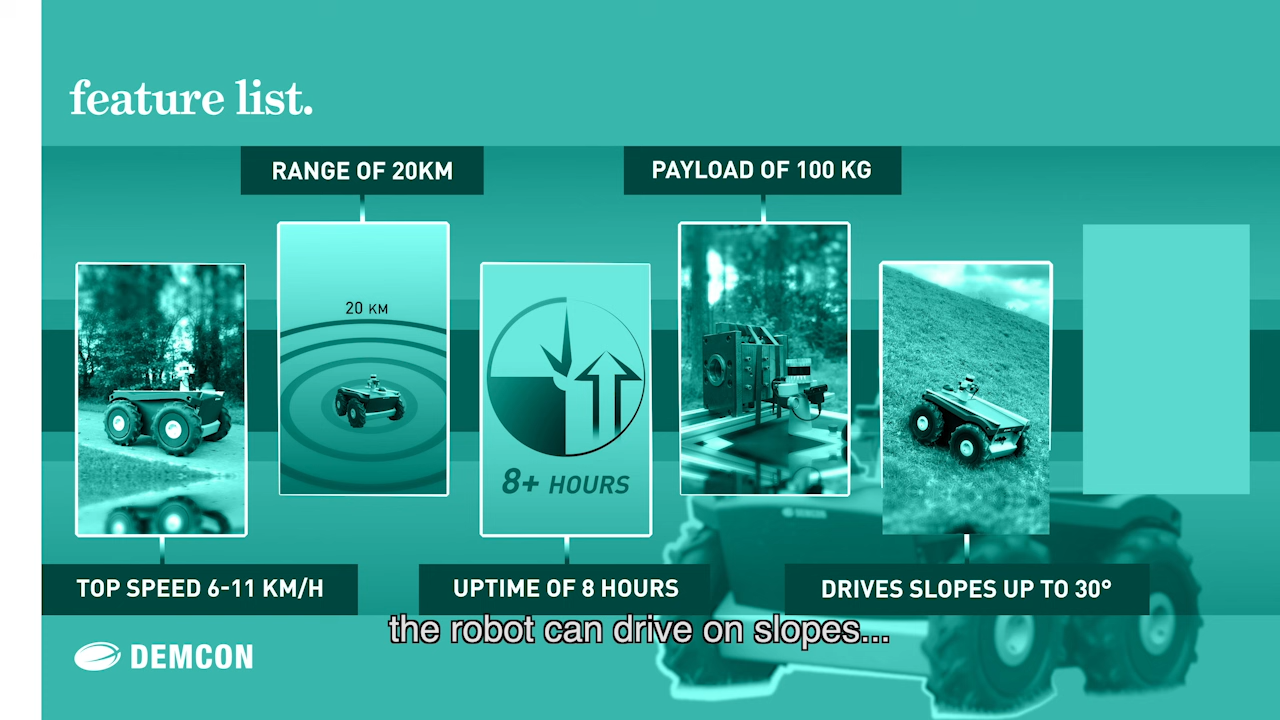 feature list.
RANGE OF 20KM
PAYLOAD OF 100 KG
20 KM
8+ HOURS
TOP SPEED 6-11 KM/H
UPTIME OF 8 HOURS
DRIVES SLOPES UP TO 30°
the robot can drive on slopes...
DEMCON
DEMCON